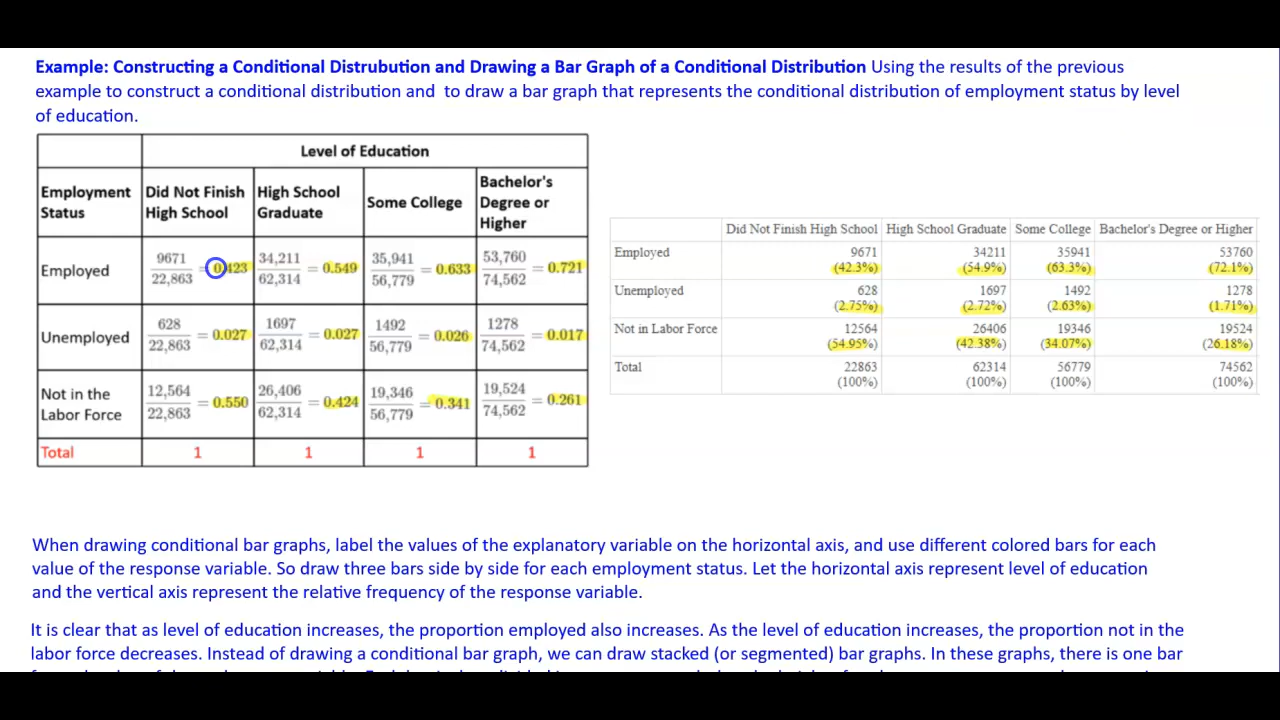 Example: Constructing a Conditional Distrubution and Drawing a Bar Graph of a Conditional Distribution Using the results of the previous
example to construct a conditional distribution and to draw a bar graph that represents the conditional distribution of employment status by level
of education.
Level of Education
Employment Status Did Not Finish High School High School Graduate Some College Bachelor's Degree or Higher
Employed 9671/22,863 = 0.423 34,211/62,314 = 0.549 35,941/56,779 = 0.633 53,760/74,562 = 0.721
Unemployed 628/22,863 = 0.027 1697/62,314 = 0.027 1492/56,779 = 0.026 1278/74,562 = 0.017
Not in the Labor Force 12,564/22,863 = 0.550 26,406/62,314 = 0.424 19,346/56,779 = 0.341 19,524/74,562 = 0.261
Total 1 1 1 1
Did Not Finish High School High School Graduate Some College Bachelor's Degree or Higher
Employed 9671 34211 35941 53760
(42.3%) (54.9%) (63.3%) (72.1%)
Unemployed 628 1697 1492 1278
(2.75%) (2.72%) (2.63%) (1.71%)
Not in Labor Force 12564 26406 19346 19524
(54.95%) (42.38%) (34.07%) (26.18%)
Total 22863 62314 56779 74562
(100%) (100%) (100%) (100%)
When drawing conditional bar graphs, label the values of the explanatory variable on the horizontal axis, and use different colored bars for each
value of the response variable. So draw three bars side by side for each employment status. Let the horizontal axis represent level of education
and the vertical axis represent the relative frequency of the response variable.
It is clear that as level of education increases, the proportion employed also increases. As the level of education increases, the proportion not in the
labor force decreases. Instead of drawing a conditional bar graph, we can draw stacked (or segmented) bar graphs. In these graphs, there is one bar